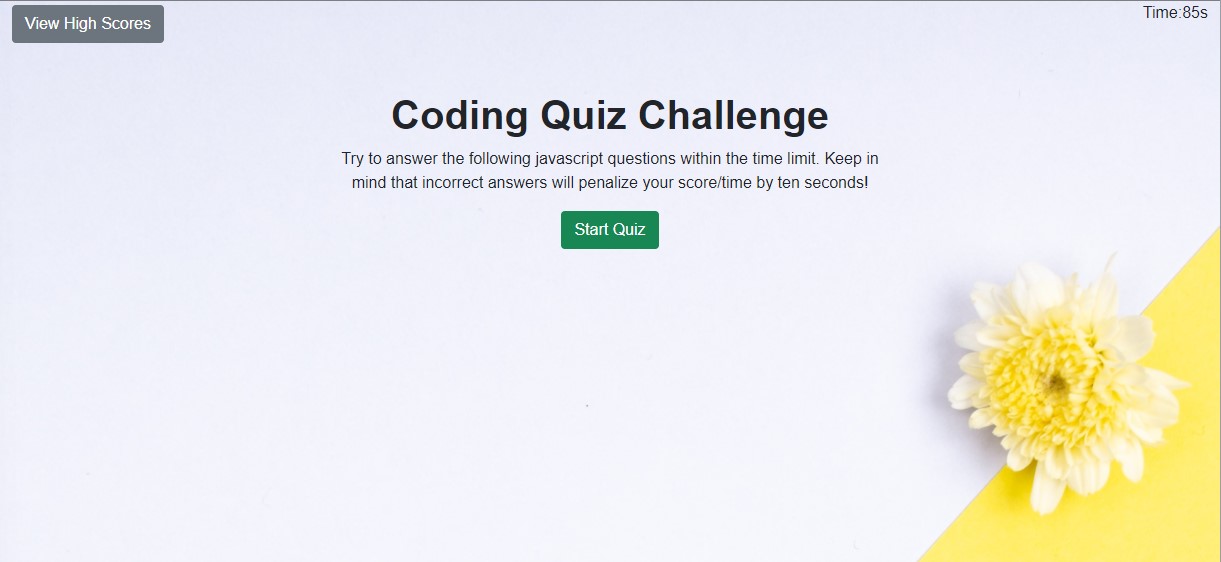 View High Scores
Time:85s
Coding Quiz Challenge
Try to answer the following javascript questions within the time limit. Keep in
mind that incorrect answers will penalize your score/time by ten seconds!
Start Quiz